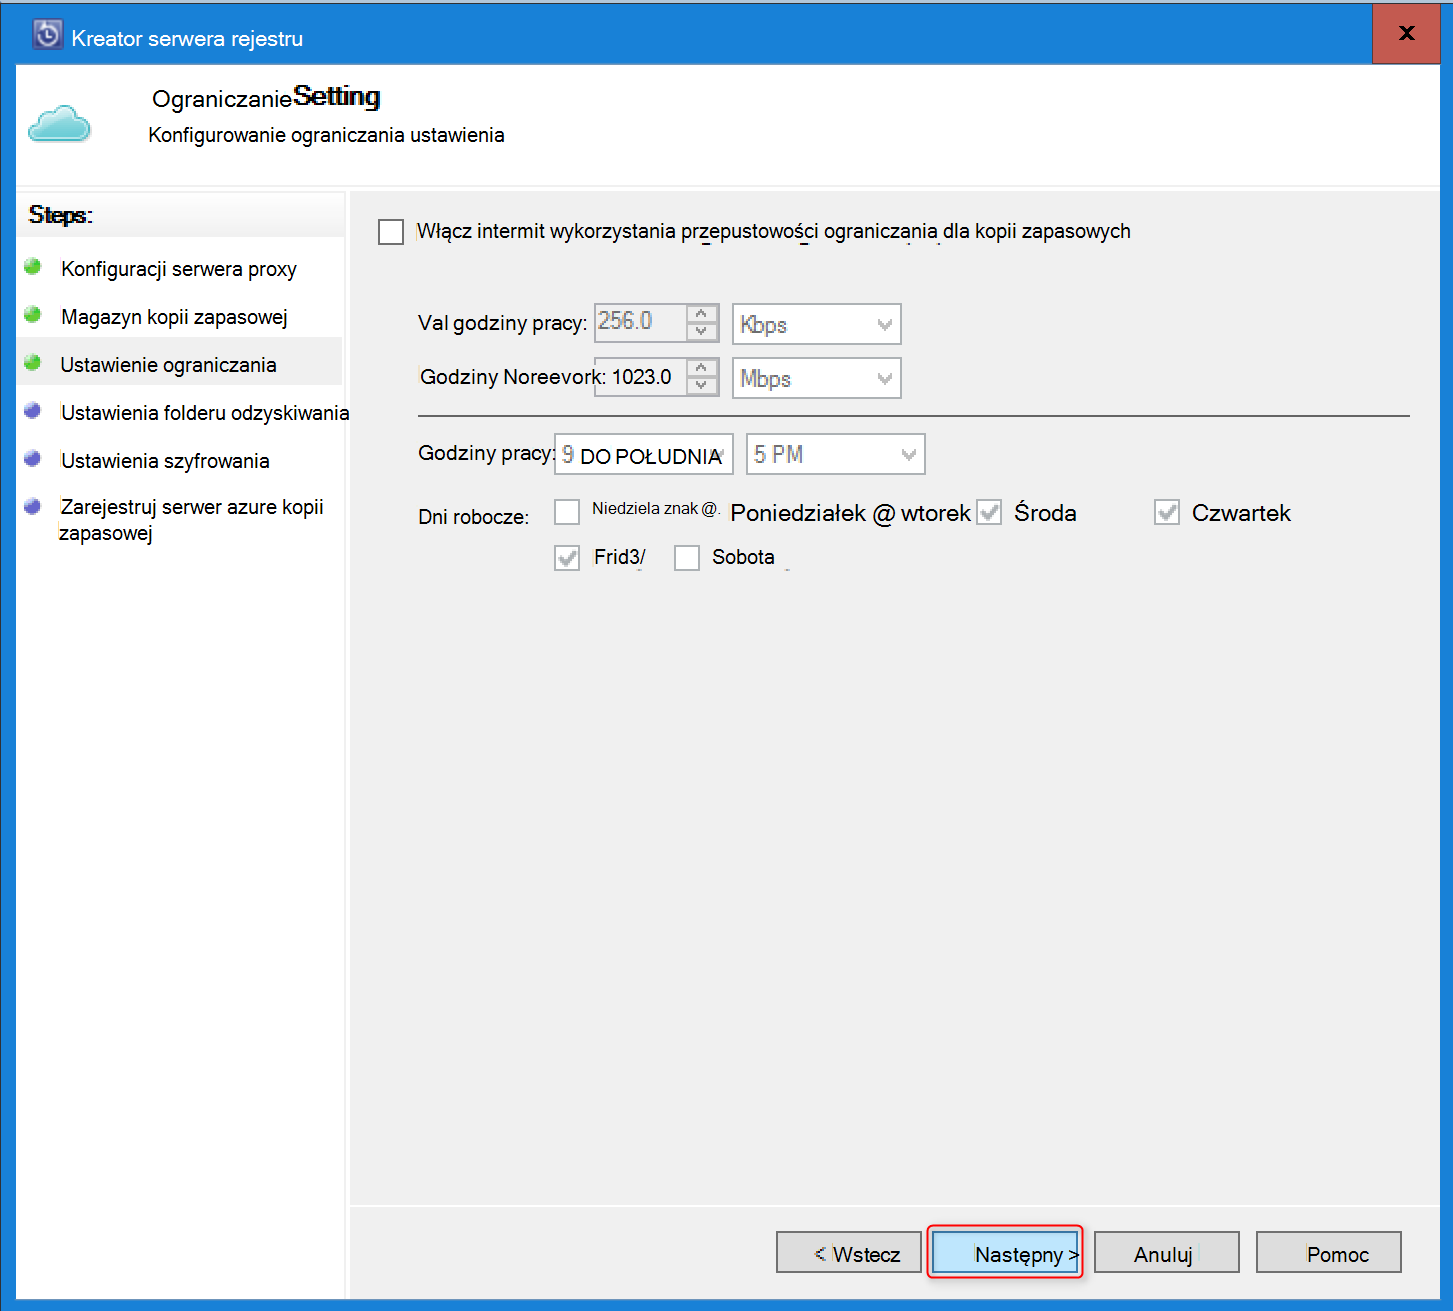 Kreator serwera rejestru
x
OgraniczanieSetting
Konfigurowanie ograniczania ustawienia
Steps:
Konfiguracji serwera proxy
Magazyn kopii zapasowej
Ustawienie ograniczania
Ustawienia folderu odzyskiwania
Ustawienia szyfrowania
Zarejestruj serwer azure kopii
zapasowej
Włącz intermit wykorzystania przepustowości ograniczania dla kopii zapasowych
Val godziny pracy: 256.0 Kbps
Godziny Noreevork: 1023.0 Mbps
Godziny pracy: 9 DO POŁUDNIA 5 PM
Dni robocze: Niedziela znak @. Poniedziałek @ wtorek Środa Czwartek
Frid3/ Sobota
< Wstecz Następny > Anuluj Pomoc